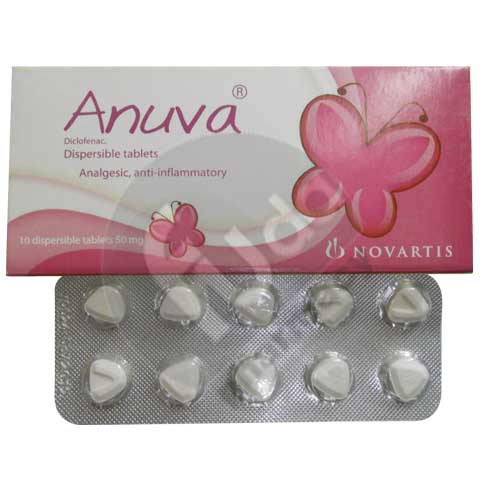 Anuva®
Diclofenac.
Dispersible tablets
Analgesic, anti-inflammatory
10 dispersible tablets 50 mg
NOVARTIS